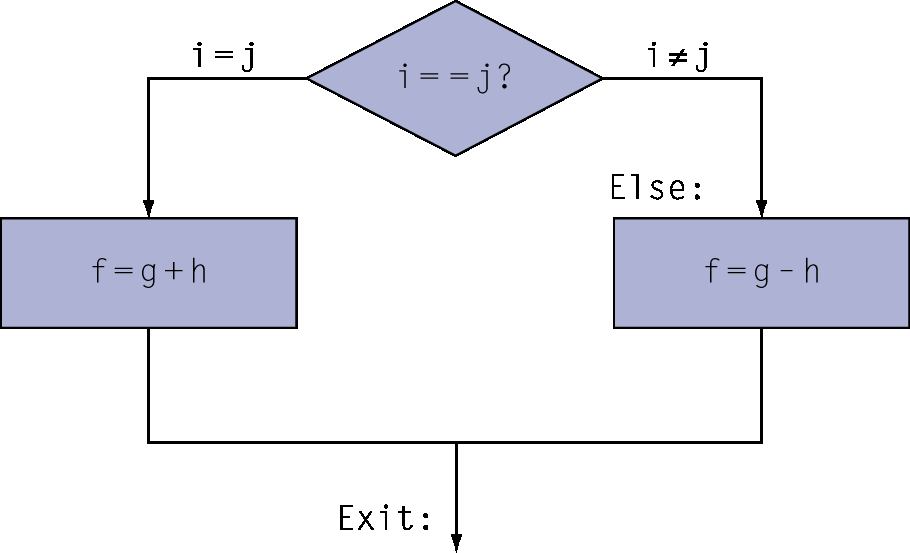 i=j
i≠j
i==j?
Else:
f=g+h
f=g-h
Exit: